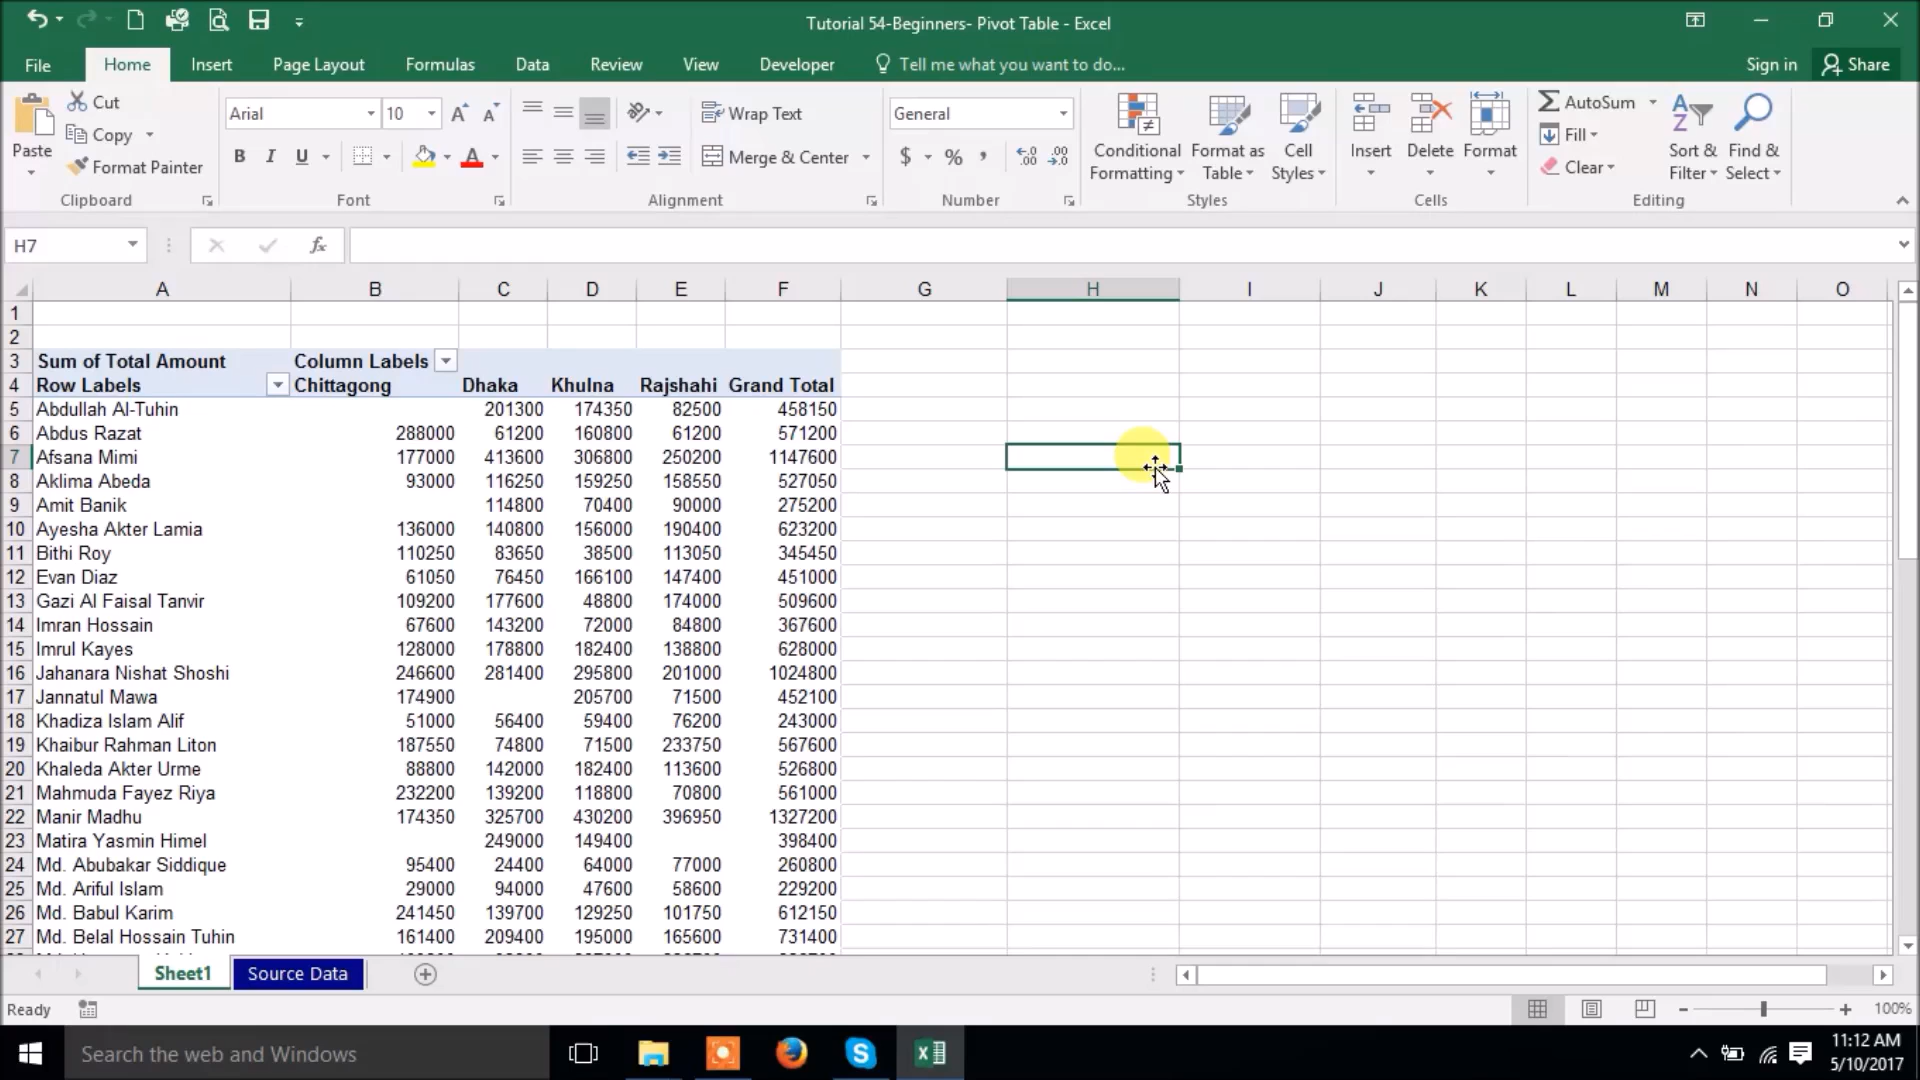 Tutorial 54-Beginners- Pivot Table - Excel
File Home Insert Page Layout Formulas Data Review View Developer Tell me what you want to do... Sign in Share
Paste Cut Copy Format Painter Clipboard
Arial 10 B I U A A A Font
Wrap Text Merge & Center Alignment
General $ % , .00 .0 Number
Conditional Formatting Format as Table Cell Styles Styles
Insert Delete Format Cells
AutoSum Fill Clear Sort & Filter Find & Select Editing
H7 fx
A B C D E F G H I J K L M N O
1
2
3 Sum of Total Amount Column Labels
4 Row Labels Chittagong Dhaka Khulna Rajshahi Grand Total
5 Abdullah Al-Tuhin 201300 174350 82500 458150
6 Abdus Razat 288000 61200 160800 61200 571200
7 Afsana Mimi 177000 413600 306800 250200 1147600
8 Aklima Abeda 93000 116250 159250 158550 527050
9 Amit Banik 114800 70400 90000 275200
10 Ayesha Akter Lamia 136000 140800 156000 190400 623200
11 Bithi Roy 110250 83650 38500 113050 345450
12 Evan Diaz 61050 76450 166100 147400 451000
13 Gazi Al Faisal Tanvir 109200 177600 48800 174000 509600
14 Imran Hossain 67600 143200 72000 84800 367600
15 Imrul Kayes 128000 178800 182400 138800 628000
16 Jahanara Nishat Shoshi 246600 281400 295800 201000 1024800
17 Jannatul Mawa 174900 205700 71500 452100
18 Khadiza Islam Alif 51000 56400 59400 76200 243000
19 Khaibur Rahman Liton 187550 74800 71500 233750 567600
20 Khaleda Akter Urme 88800 142000 182400 113600 526800
21 Mahmuda Fayez Riya 232200 139200 118800 70800 561000
22 Manir Madhu 174350 325700 430200 396950 1327200
23 Matira Yasmin Himel 249000 149400 398400
24 Md. Abubakar Siddique 95400 24400 64000 77000 260800
25 Md. Ariful Islam 29000 94000 47600 58600 229200
26 Md. Babul Karim 241450 139700 129250 101750 612150
27 Md. Belal Hossain Tuhin 161400 209400 195000 165600 731400
Sheet1 Source Data
Ready 100%
Search the web and Windows 11:12 AM
5/10/2017